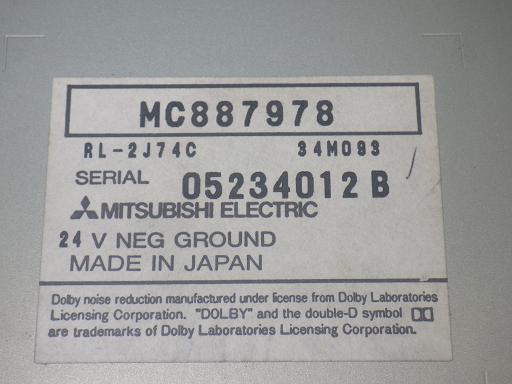 MC887978
RL-2J74C 34M093
SERIAL 05234012 B
MITSUBISHI ELECTRIC
24 V NEG GROUND
MADE IN JAPAN
Dolby noise reduction manufactured under license from Dolby Laboratories
Licensing Corporation. "DOLBY" and the double-D symbol
are trademarks of Dolby Laboratories Licensing Corporation.